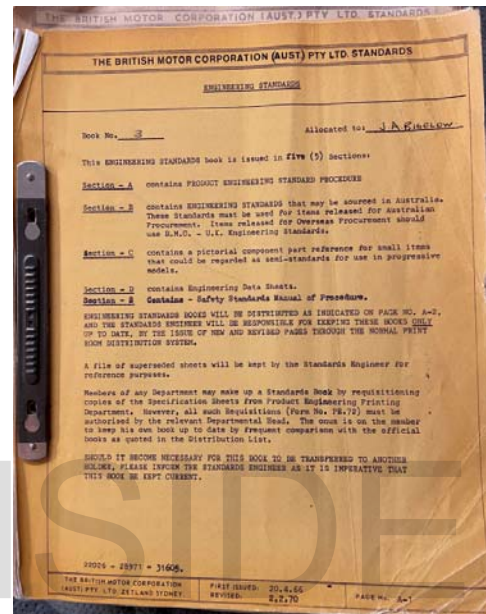 THE BRITISH MOTOR CORPORATION (AUST.) PTY LTD. STANDARDS
THE BRITISH MOTOR CORPORATION (AUST) PTY LTD. STANDARDS
ENGINEERING STANDARDS
Book No. 3 Allocated to: J A BIGELOW
This ENGINEERING STANDARDS book is issued in five (5) Sections:
Section - A contains PRODUCT ENGINEERING STANDARD PROCEDURE
Section - B contains ENGINEERING STANDARDS that may be sourced in Australia.
These Standards must be used for items released for Australian
Procurement. Items released for Overseas Procurement should
use B.M.C. - U.K. Engineering Standards.
Section - C contains a pictorial component part reference for small items
that could be regarded as semi-standards for use in progressive
models.
Section - D contains Engineering Data Sheets.
Section - E Contains - Safety Standards Manual of Procedure.
ENGINEERING STANDARDS BOOKS WILL BE DISTRIBUTED AS INDICATED ON PAGE NO. A-2,
AND THE STANDARDS ENGINEER WILL BE RESPONSIBLE FOR KEEPING THESE BOOKS ONLY
UP TO DATE, BY THE ISSUE OF NEW AND REVISED PAGES THROUGH THE NORMAL PRINT
ROOM DISTRIBUTION SYSTEM.
A file of superseded sheets will be kept by the Standards Engineer for
reference purposes.
Members of any Department may make up a Standards Book by requisitioning
copies of the Specification Sheets from Product Engineering Printing
Department. However, all such Requisitions (Form No. PE.72) must be
authorised by the relevant Departmental Head. The onus is on the member
to keep his own book up to date by frequent comparison with the official
books as quoted in the Distribution List.
SHOULD IT BECOME NECESSARY FOR THIS BOOK TO BE TRANSFERRED TO ANOTHER
HOLDER, PLEASE INFORM THE STANDARDS ENGINEER AS IT IS IMPERATIVE THAT
THIS BOOK BE KEPT CURRENT.
INSIDE
22026 - 28971 - 31605.
THE BRITISH MOTOR CORPORATION
(AUST) PTY. LTD. ZETLAND SYDNEY
FIRST ISSUED: 20.4.66
REVISED: 2.2.70
PAGE No. A-1